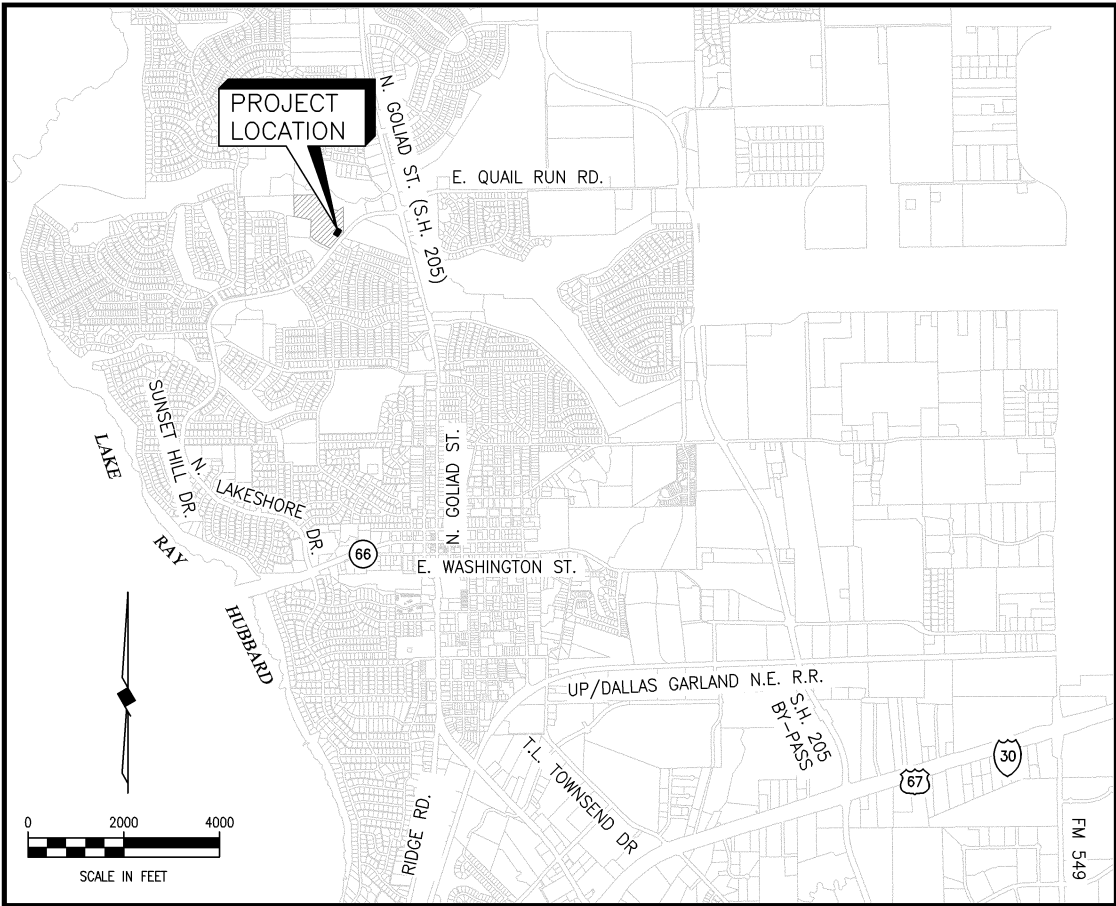 PROJECT
LOCATION
N. GOLIAD ST. (S.H. 205)
E. QUAIL RUN RD.
SUNSET HILL DR.
N. LAKESHORE DR.
N. GOLIAD ST.
LAKE
RAY
HUBBARD
66
E. WASHINGTON ST.
UP/DALLAS GARLAND N.E. R.R.
S.H. 205
BY-PASS
T.L. TOWNSEND DR
RIDGE RD.
67
30
FM 549
0 2000 4000
SCALE IN FEET